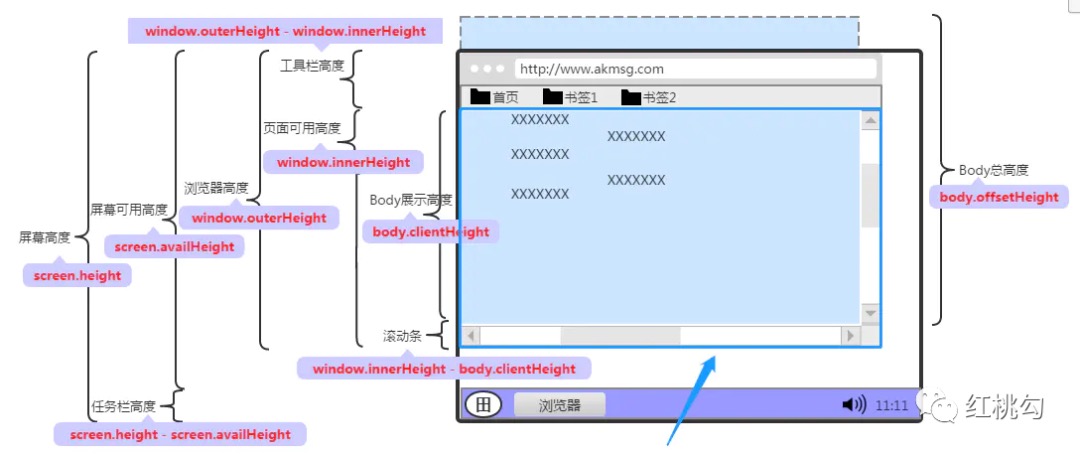 window.outerHeight - window.innerHeight
工具栏高度
页面可用高度
window.innerHeight
浏览器高度
window.outerHeight
屏幕可用高度
screen.availHeight
屏幕高度
screen.height
Body展示高度
body.clientHeight
滚动条
window.innerHeight - body.clientHeight
任务栏高度
screen.height - screen.availHeight
http://www.akmsg.com
首页 书签1 书签2
XXXXXXX
XXXXXXX
XXXXXXX
XXXXXXX
XXXXXXX
Body总高度
body.offsetHeight
田 浏览器 11:11
红桃勾